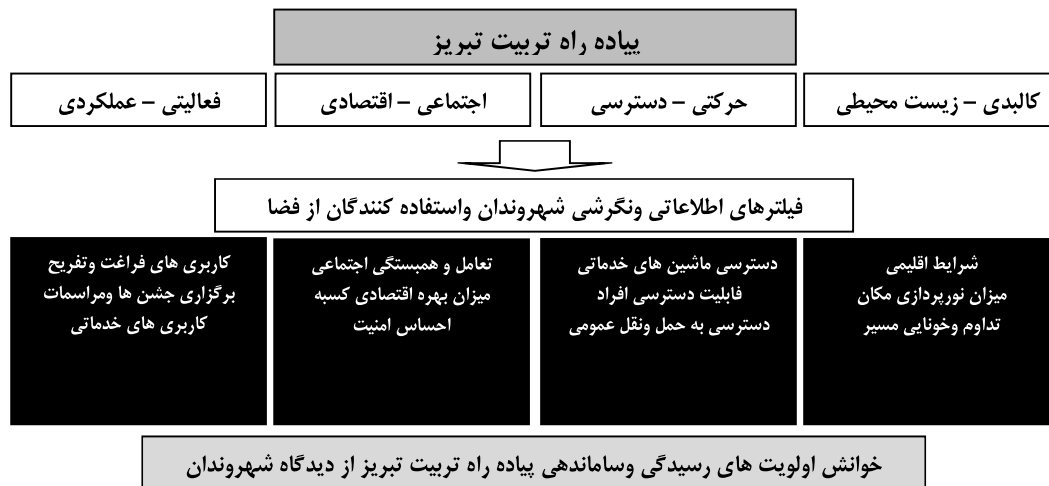 پیاده راه تربیت تبریز
کالبدی – زیست محیطی
حرکتی – دسترسی
اجتماعی – اقتصادی
فعالیتی – عملکردی
فیلترهای اطلاعاتی ونگرشی شهروندان واستفاده کنندگان از فضا
شرایط اقلیمی
میزان نورپردازی مکان
تداوم وخونایی مسیر
دسترسی ماشین های خدماتی
فابلیت دسترسی افراد
دسترسی به حمل ونقل عمومی
تعامل و همبستگی اجتماعی
میزان بهره اقتصادی کسبه
احساس امنیت
کاربری های فراغت وتفریح
برگزاری جشن ها ومراسمات
کاربری های خدماتی
خوانش اولویت های رسیدگی وساماندهی پیاده راه تربیت تبریز از دیدگاه شهروندان